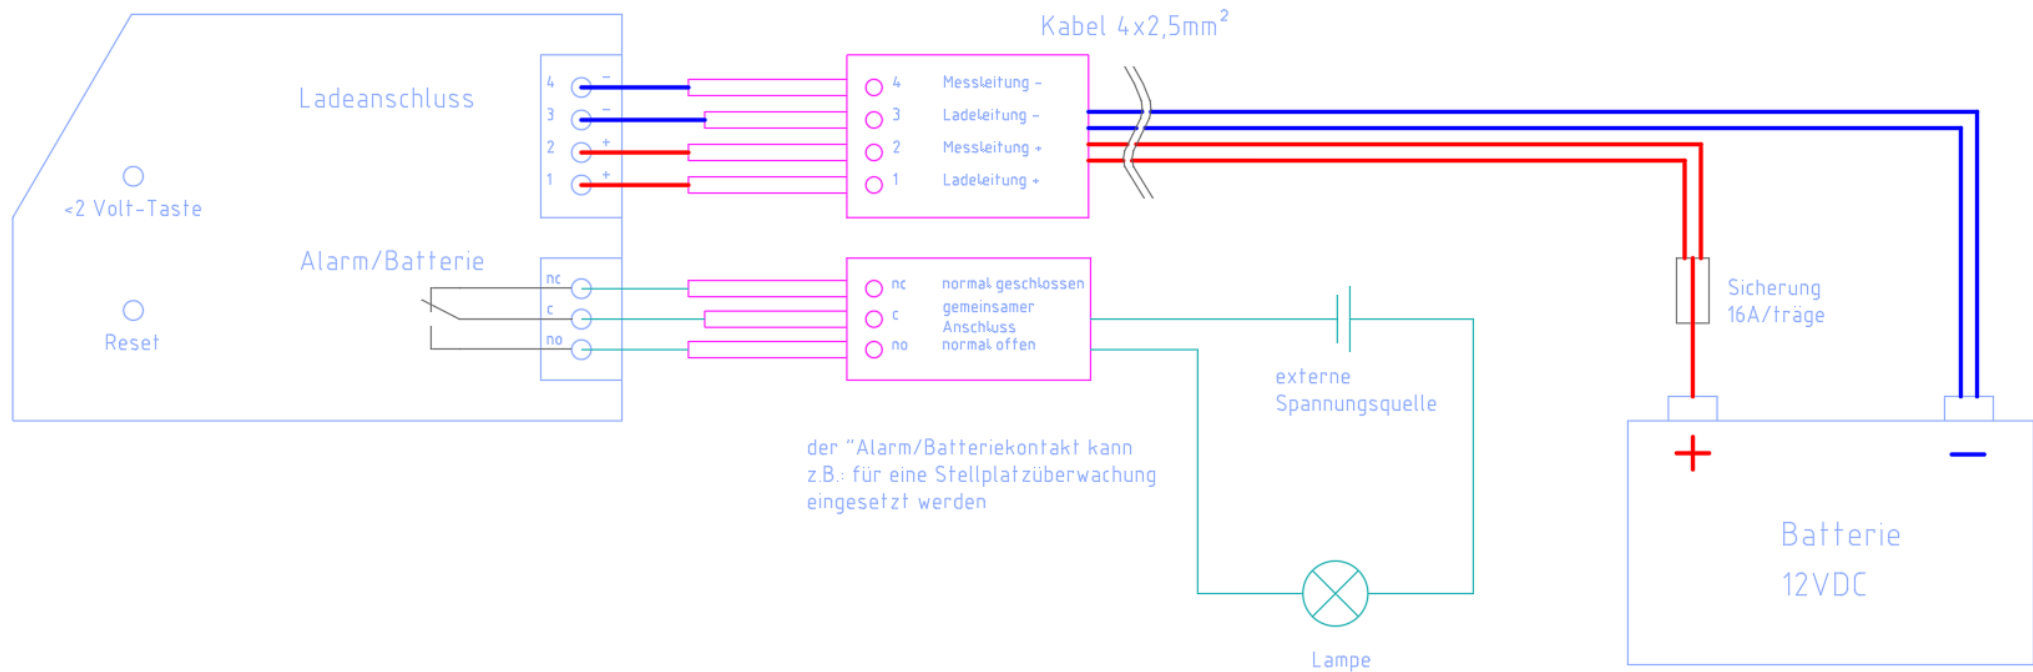 Kabel 4x2,5mm²
Ladeanschluss
4 -
3 -
2 +
1 +
4 Messleitung -
3 Ladeleitung -
2 Messleitung +
1 Ladeleitung +
<2 Volt-Taste
Alarm/Batterie
nc
c
no
nc normal geschlossen
c gemeinsamer
Anschluss
no normal offen
Reset
Sicherung
16A/träge
externe
Spannungsquelle
der "Alarm/Batteriekontakt kann
z.B.: für eine Stellplatzüberwachung
eingesetzt werden
+ -
Batterie
12VDC
Lampe